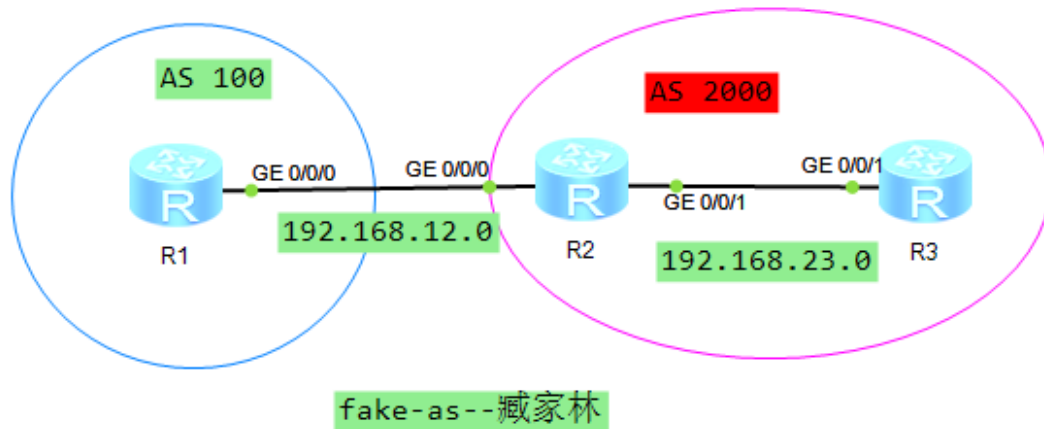 AS 100
AS 2000
GE 0/0/0
GE 0/0/0
GE 0/0/1
GE 0/0/1
192.168.12.0
192.168.23.0
R
R1
R
R2
R
R3
fake-as--臧家林